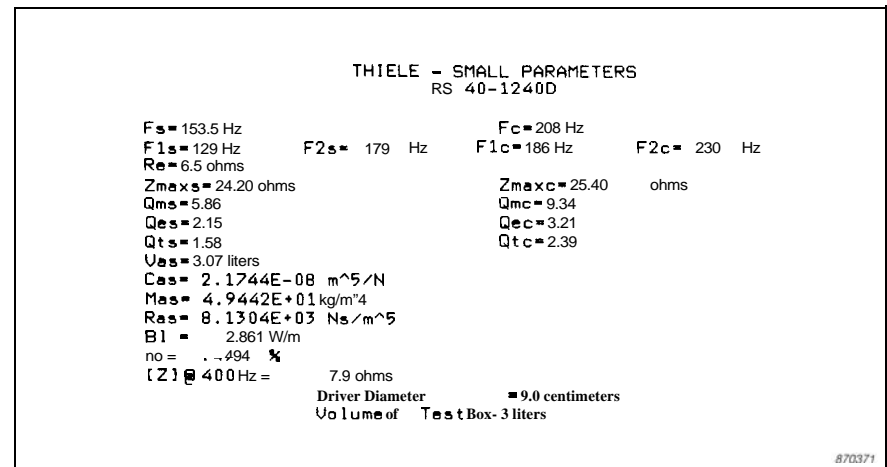 THIELE - SMALL PARAMETERS
RS 40-1240D
Fs= 153.5 Hz Fc= 208 Hz
F1s= 129 Hz F2s= 179 Hz F1c= 186 Hz F2c= 230 Hz
Re= 6.5 ohms
Zmaxs= 24.20 ohms Zmaxc= 25.40 ohms
Qms= 5.86 Qmc= 9.34
Qes= 2.15 Qec= 3.21
Qts= 1.58 Qtc= 2.39
Vas= 3.07 liters
Cas= 2.1744E-08 m^5/N
Mas= 4.9442E+01 kg/m"4
Ras= 8.1304E+03 Ns/m^5
Bl = 2.861 W/m
no = %
[Z]@ 400Hz = 7.9 ohms
Driver Diameter = 9.0 centimeters
Volume of Test Box- 3 liters
870371